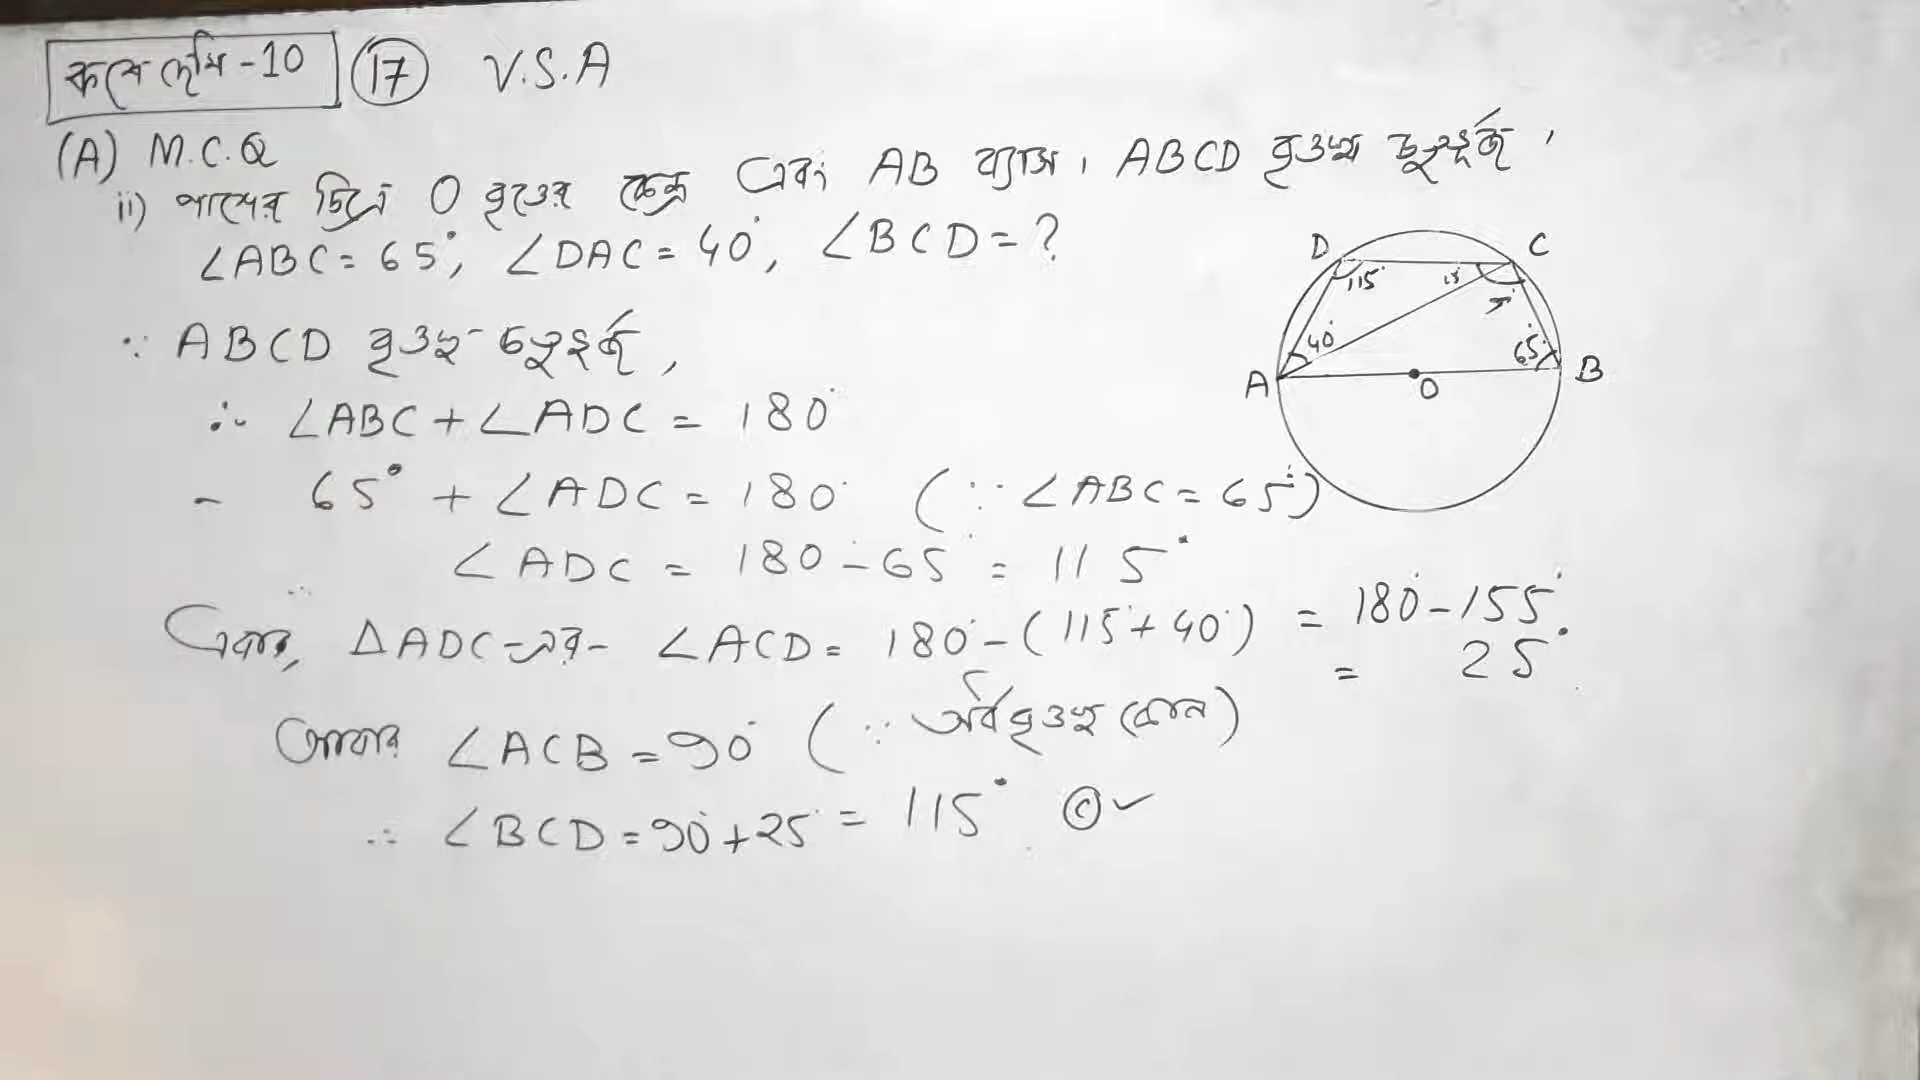 কষে দেখি -10 (17) V.S.A
(A) M.C.Q
ii) পাশের চিত্রে O বৃত্তের কেন্দ্র এবং AB ব্যাস। ABCD বৃত্তস্থ চতুর্ভুজ,
∠ABC = 65°, ∠DAC = 40°, ∠BCD = ?
D C
115°
40° 65°
A O B
∵ ABCD বৃত্তস্থ চতুর্ভুজ,
∴ ∠ABC + ∠ADC = 180°
- 65° + ∠ADC = 180° (∵ ∠ABC = 65°)
∠ADC = 180 - 65° = 115°
এবার, ΔADC-এর- ∠ACD = 180° - (115° + 40°) = 180° - 155°
= 25°
আবার ∠ACB = 90° (∵ অর্ধবৃত্তস্থ কোন)
∴ ∠BCD = 90° + 25° = 115° (c) ✓